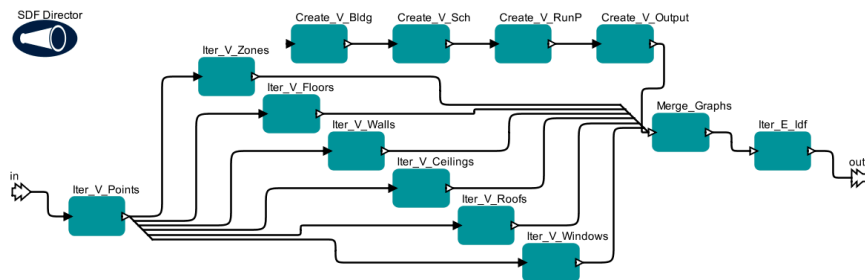 SDF Director
Create_V_Bldg
Create_V_Sch
Create_V_RunP
Create_V_Output
Iter_V_Zones
Iter_V_Floors
Merge_Graphs
Iter_V_Walls
Iter_E_Idf
Iter_V_Ceilings
in
out
Iter_V_Points
Iter_V_Roofs
Iter_V_Windows